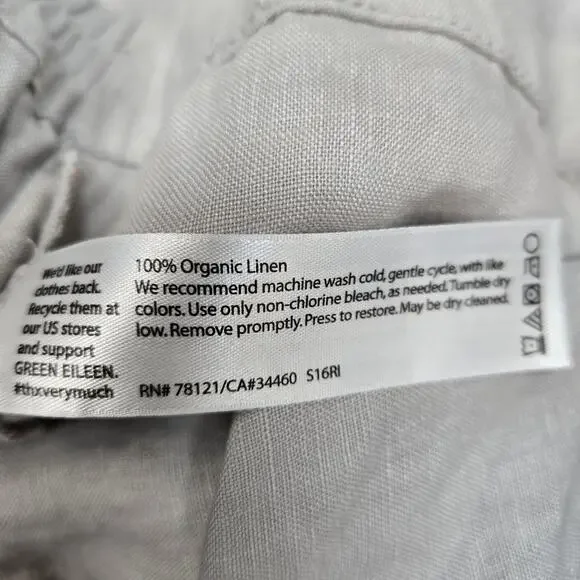 We'd like our
clothes back.
Recycle them at
our US stores
and support
GREEN EILEEN.
#thxverymuch
100% Organic Linen
We recommend machine wash cold, gentle cycle, with like
colors. Use only non-chlorine bleach, as needed. Tumble dry
low. Remove promptly. Press to restore. May be dry cleaned.
RN# 78121/CA#34460 S16RI